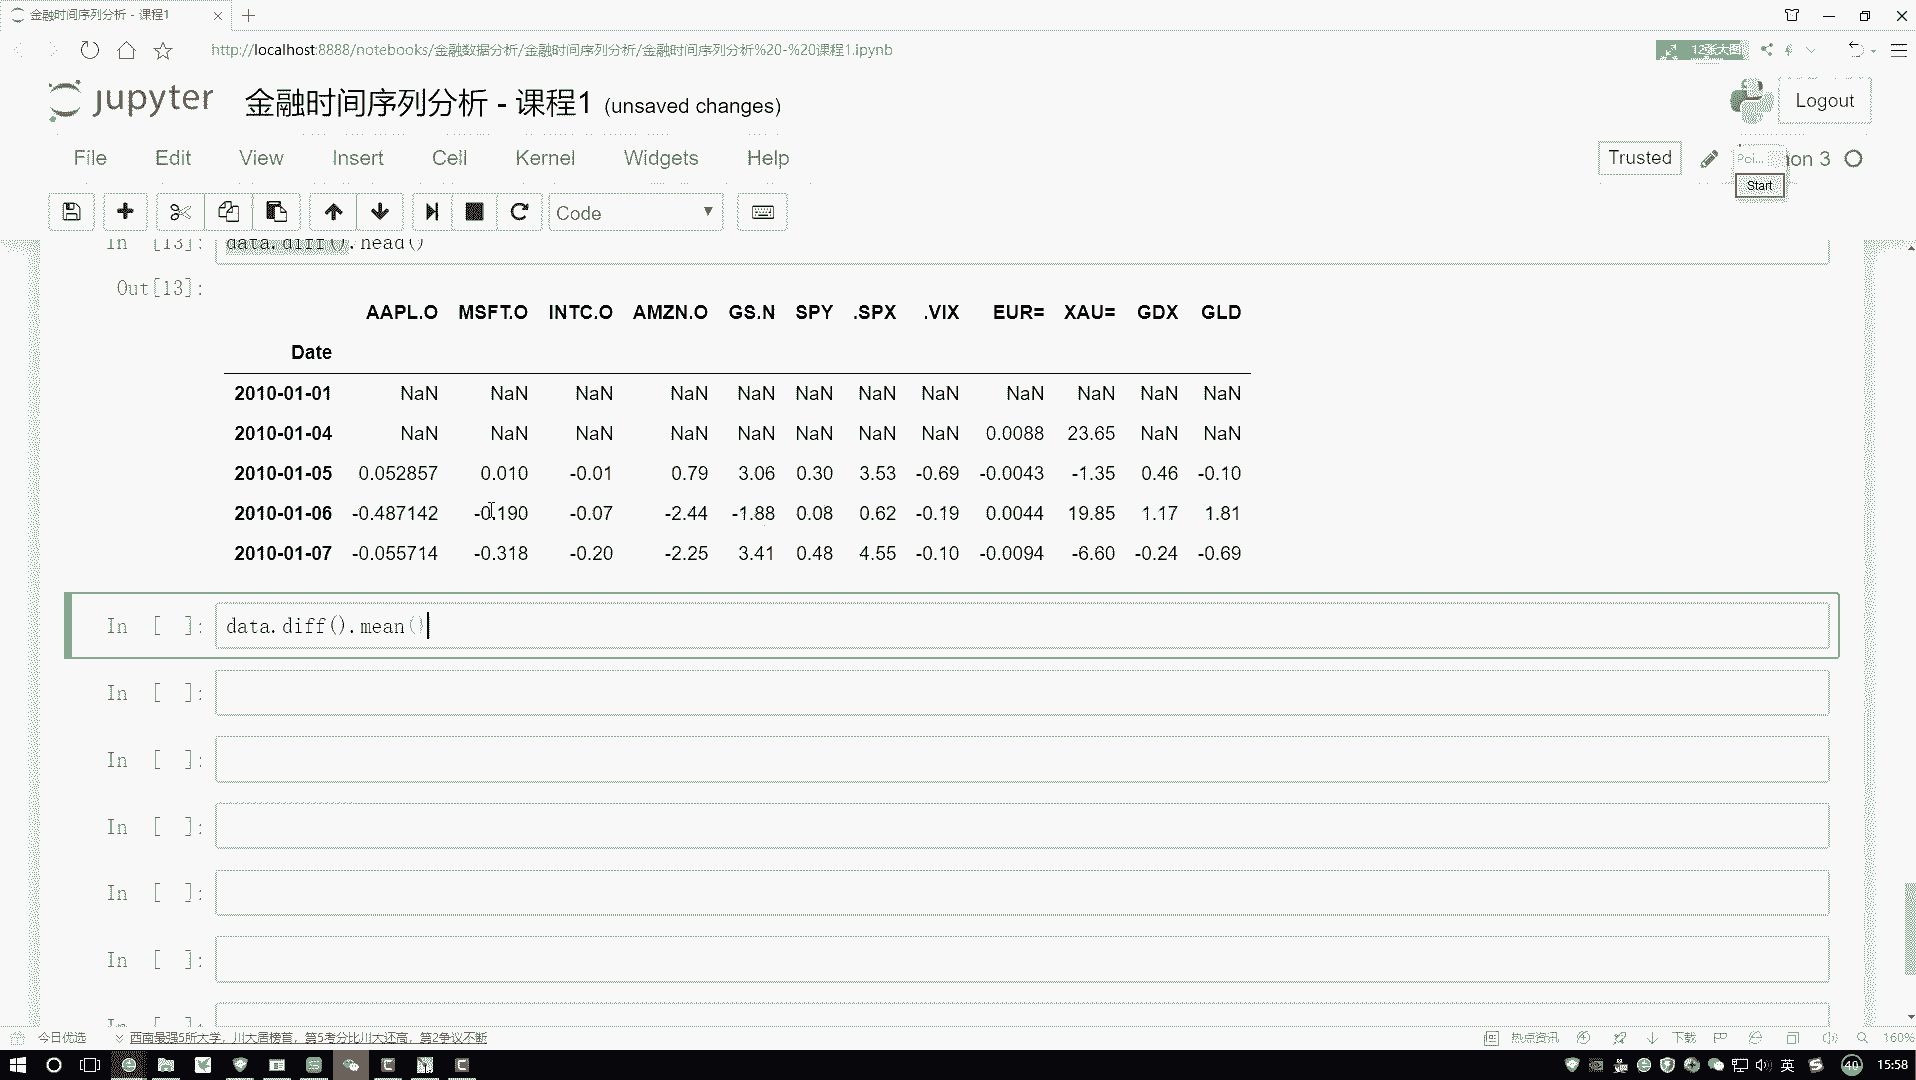 金融时间序列分析 - 课程1
http://localhost:8888/notebooks/金融数据分析/金融时间序列分析/金融时间序列分析%20-%20课程1.ipynb
12张大图
jupyter 金融时间序列分析 - 课程1 (unsaved changes)
Logout
File Edit View Insert Cell Kernel Widgets Help
Trusted
Poi... on 3
Start
Code
In [13]: data.diff().head()
Out[13]:
AAPL.O MSFT.O INTC.O AMZN.O GS.N SPY .SPX .VIX EUR= XAU= GDX GLD
Date
2010-01-01 NaN NaN NaN NaN NaN NaN NaN NaN NaN NaN NaN NaN
2010-01-04 NaN NaN NaN NaN NaN NaN NaN NaN 0.0088 23.65 NaN NaN
2010-01-05 0.052857 0.010 -0.01 0.79 3.06 0.30 3.53 -0.69 -0.0043 -1.35 0.46 -0.10
2010-01-06 -0.487142 -0.190 -0.07 -2.44 -1.88 0.08 0.62 -0.19 0.0044 19.85 1.17 1.81
2010-01-07 -0.055714 -0.318 -0.20 -2.25 3.41 0.48 4.55 -0.10 -0.0094 -6.60 -0.24 -0.69
In [ ]: data.diff().mean()
In [ ]:
In [ ]:
In [ ]:
In [ ]:
In [ ]:
今日优选 西南最强5所大学，川大居榜首，第5考分比川大还高，第2争议不断
热点资讯 下载 160%
英 40 15:58